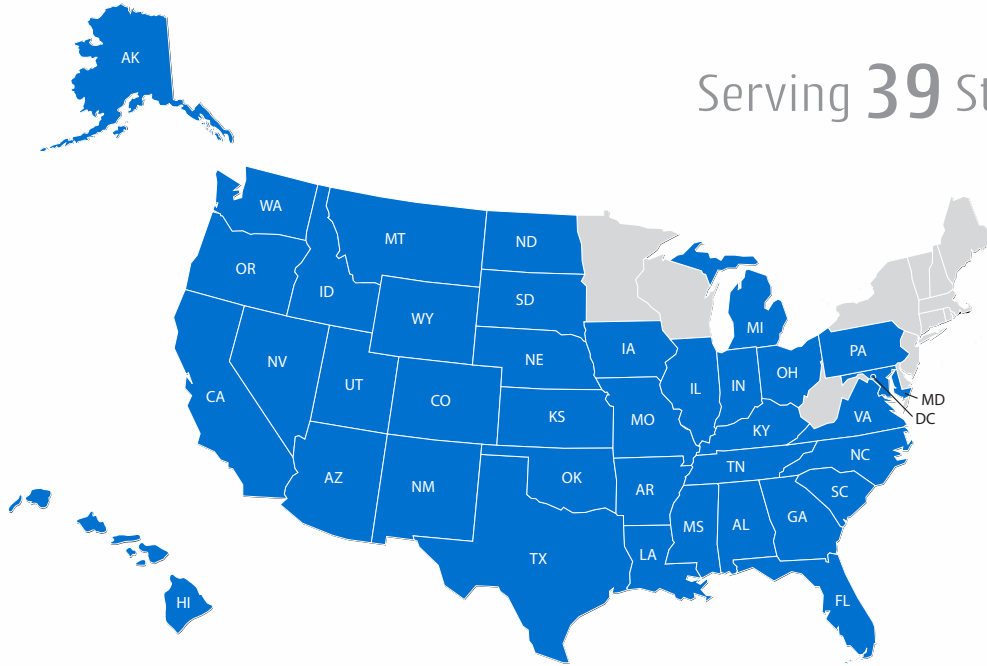 AK
Serving 39 St
WA
MT
ND
OR
ID
SD
WY
MI
NE
IA
PA
NV
UT
CO
IL
IN
OH
CA
KS
MO
MD
DC
KY
VA
NC
AZ
NM
OK
AR
TN
SC
MS
AL
GA
TX
LA
HI
FL